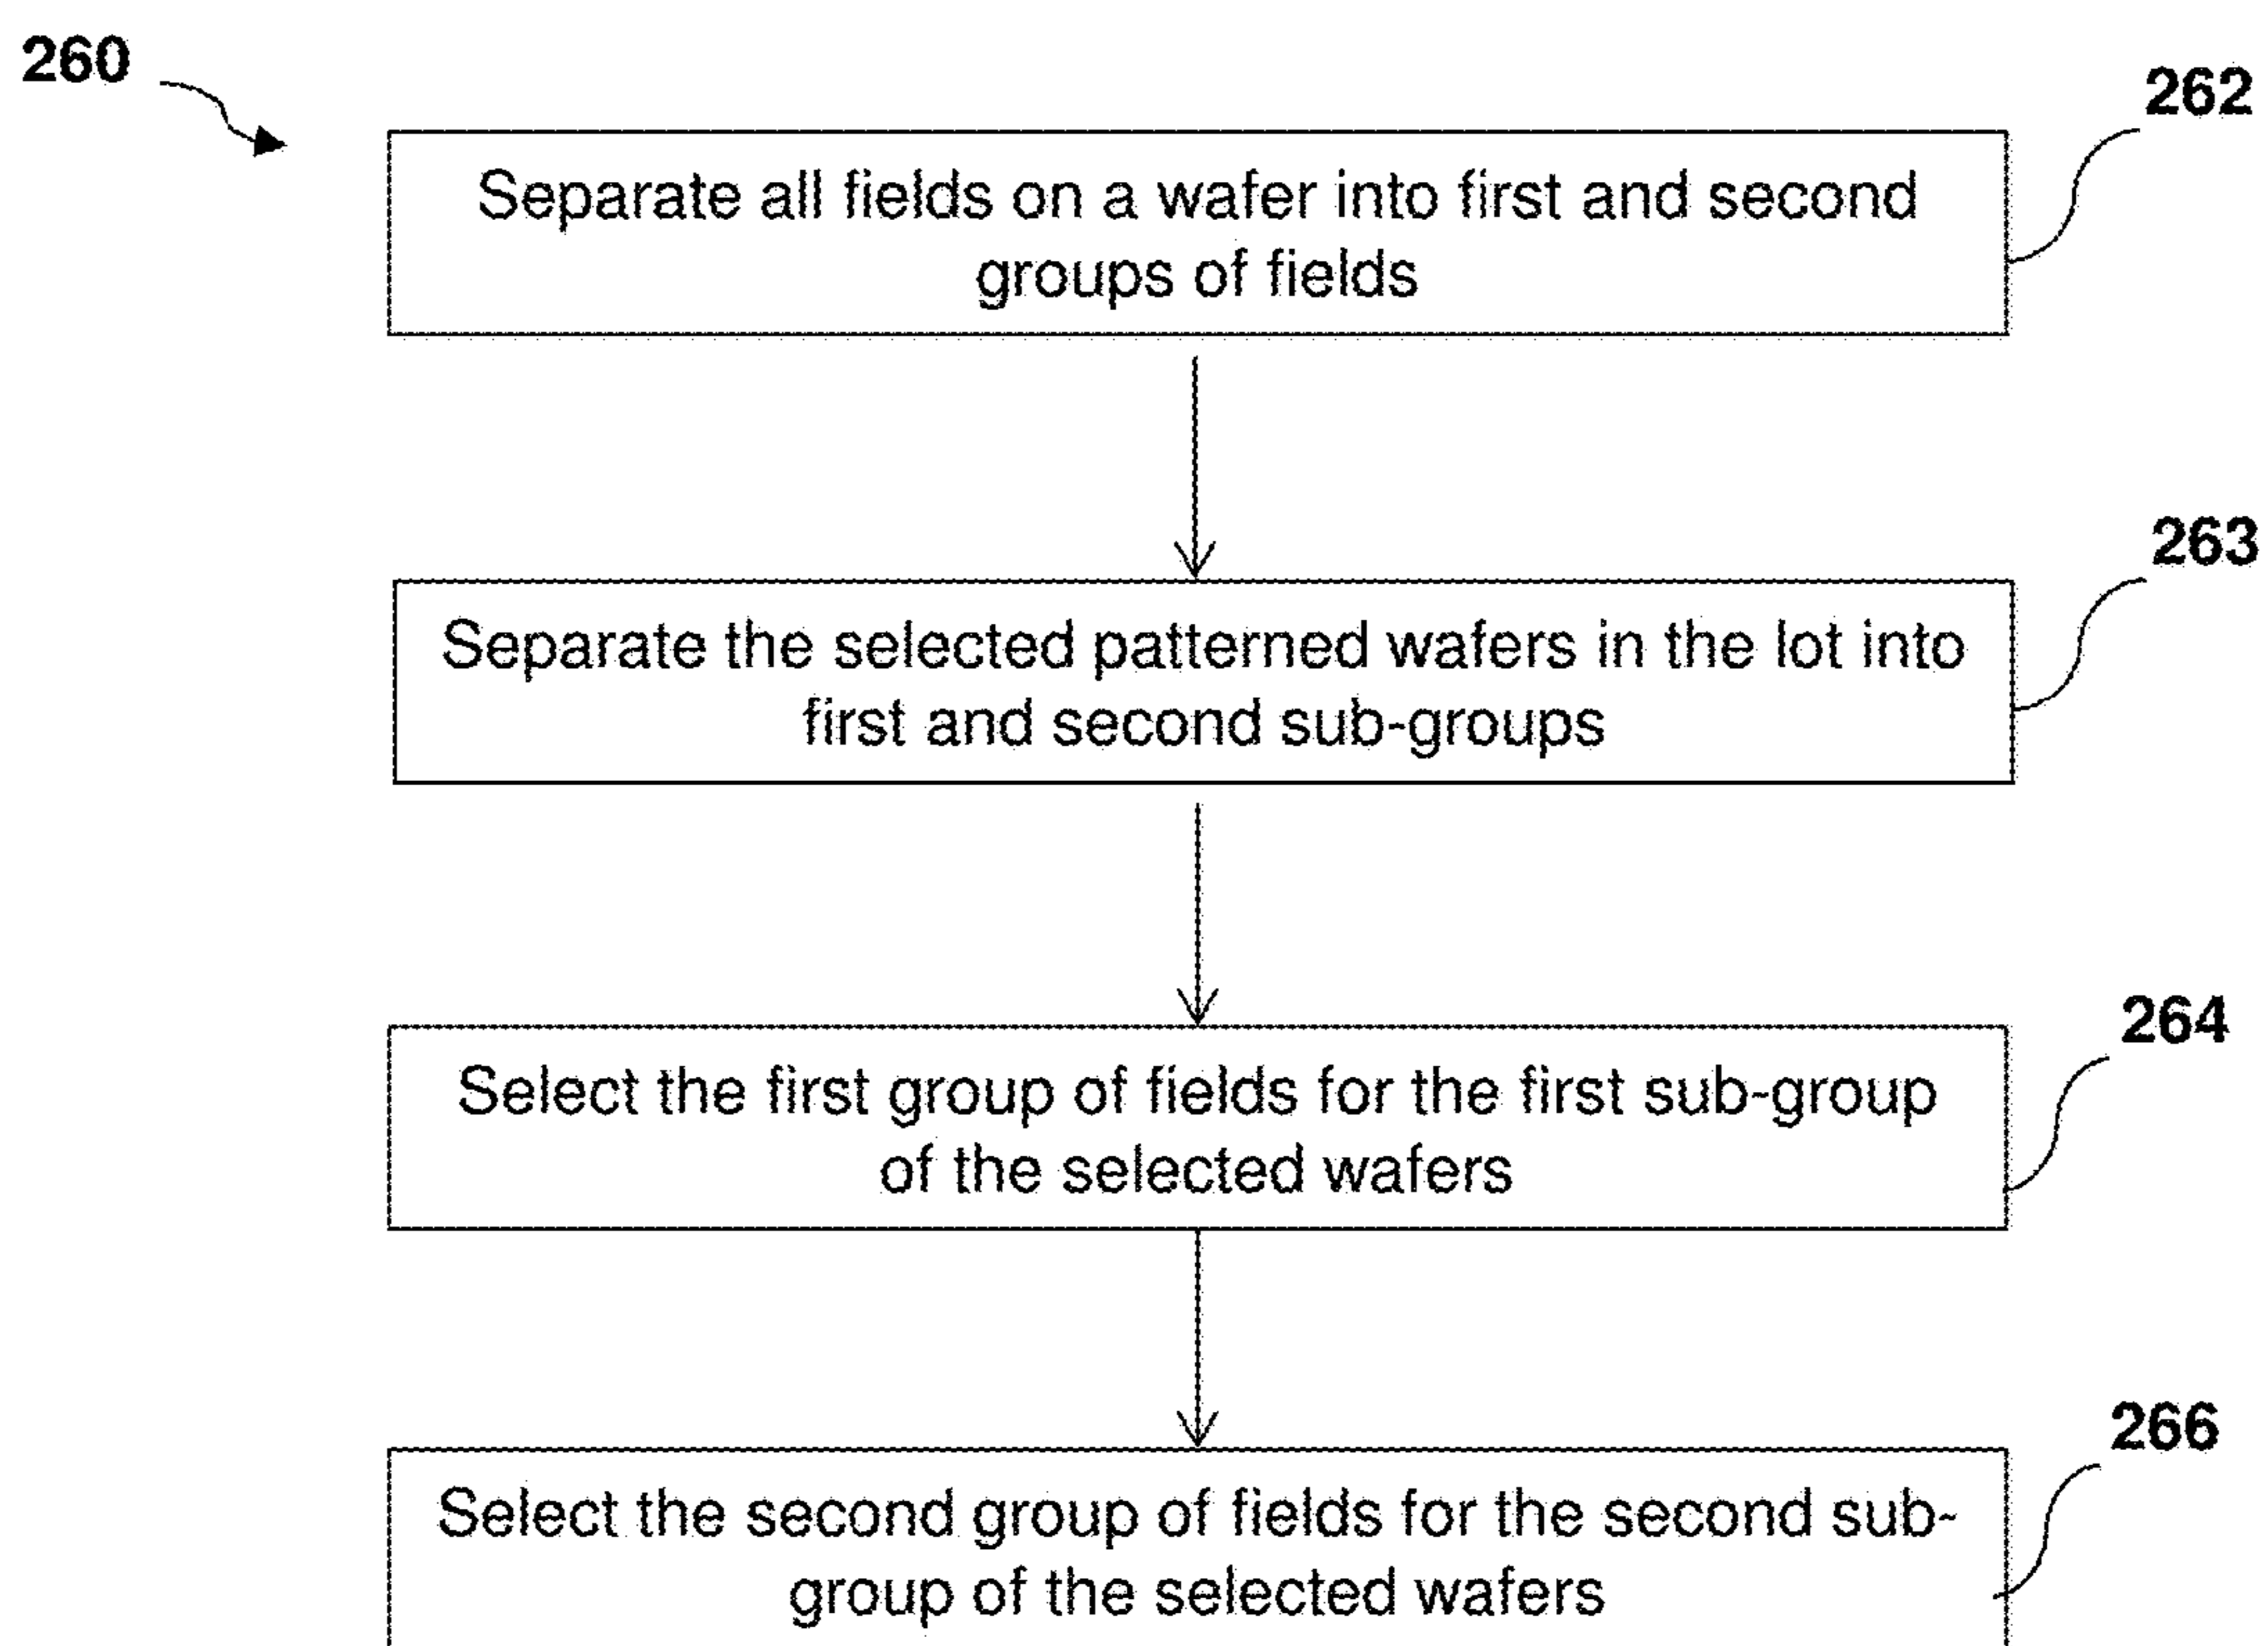 260
262
Separate all fields on a wafer into first and second
groups of fields
263
Separate the selected patterned wafers in the lot into
first and second sub-groups
264
Select the first group of fields for the first sub-group
of the selected wafers
266
Select the second group of fields for the second sub-
group of the selected wafers